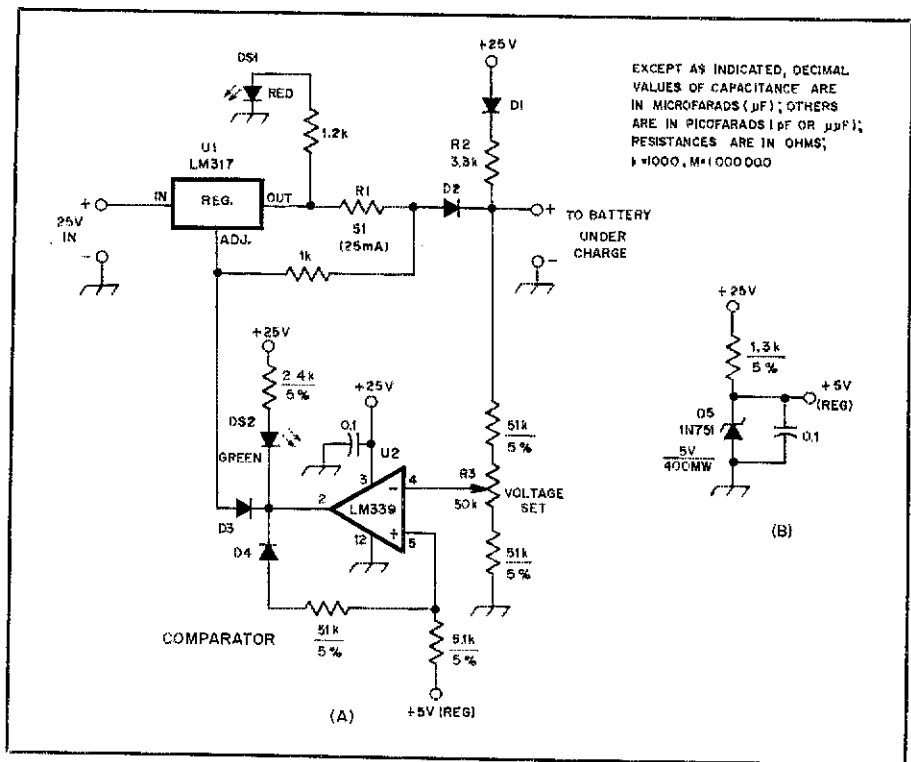 DS1
RED
1.2k
U1
LM317
IN
REG.
OUT
ADJ.
+
25V
IN
-
R1
51
(25mA)
1k
D2
+25V
D1
R2
3.3k
+
TO BATTERY
UNDER
CHARGE
-
EXCEPT AS INDICATED, DECIMAL
VALUES OF CAPACITANCE ARE
IN MICROFARADS (µF); OTHERS
ARE IN PICOFARADS (pF OR µµF);
RESISTANCES ARE IN OHMS;
k=1000, M=1000000
+25V
2.4k
5%
DS2
GREEN
+25V
0.1
3
U2
2
LM339
-
4
+
5
12
D3
D4
51k
5%
R3
50k
VOLTAGE
SET
51k
5%
51k
5%
5.1k
5%
COMPARATOR
+5V (REG)
(A)
+25V
1.3k
5%
+5V
(REG)
D5
1N751
5V
400MW
0.1
(B)